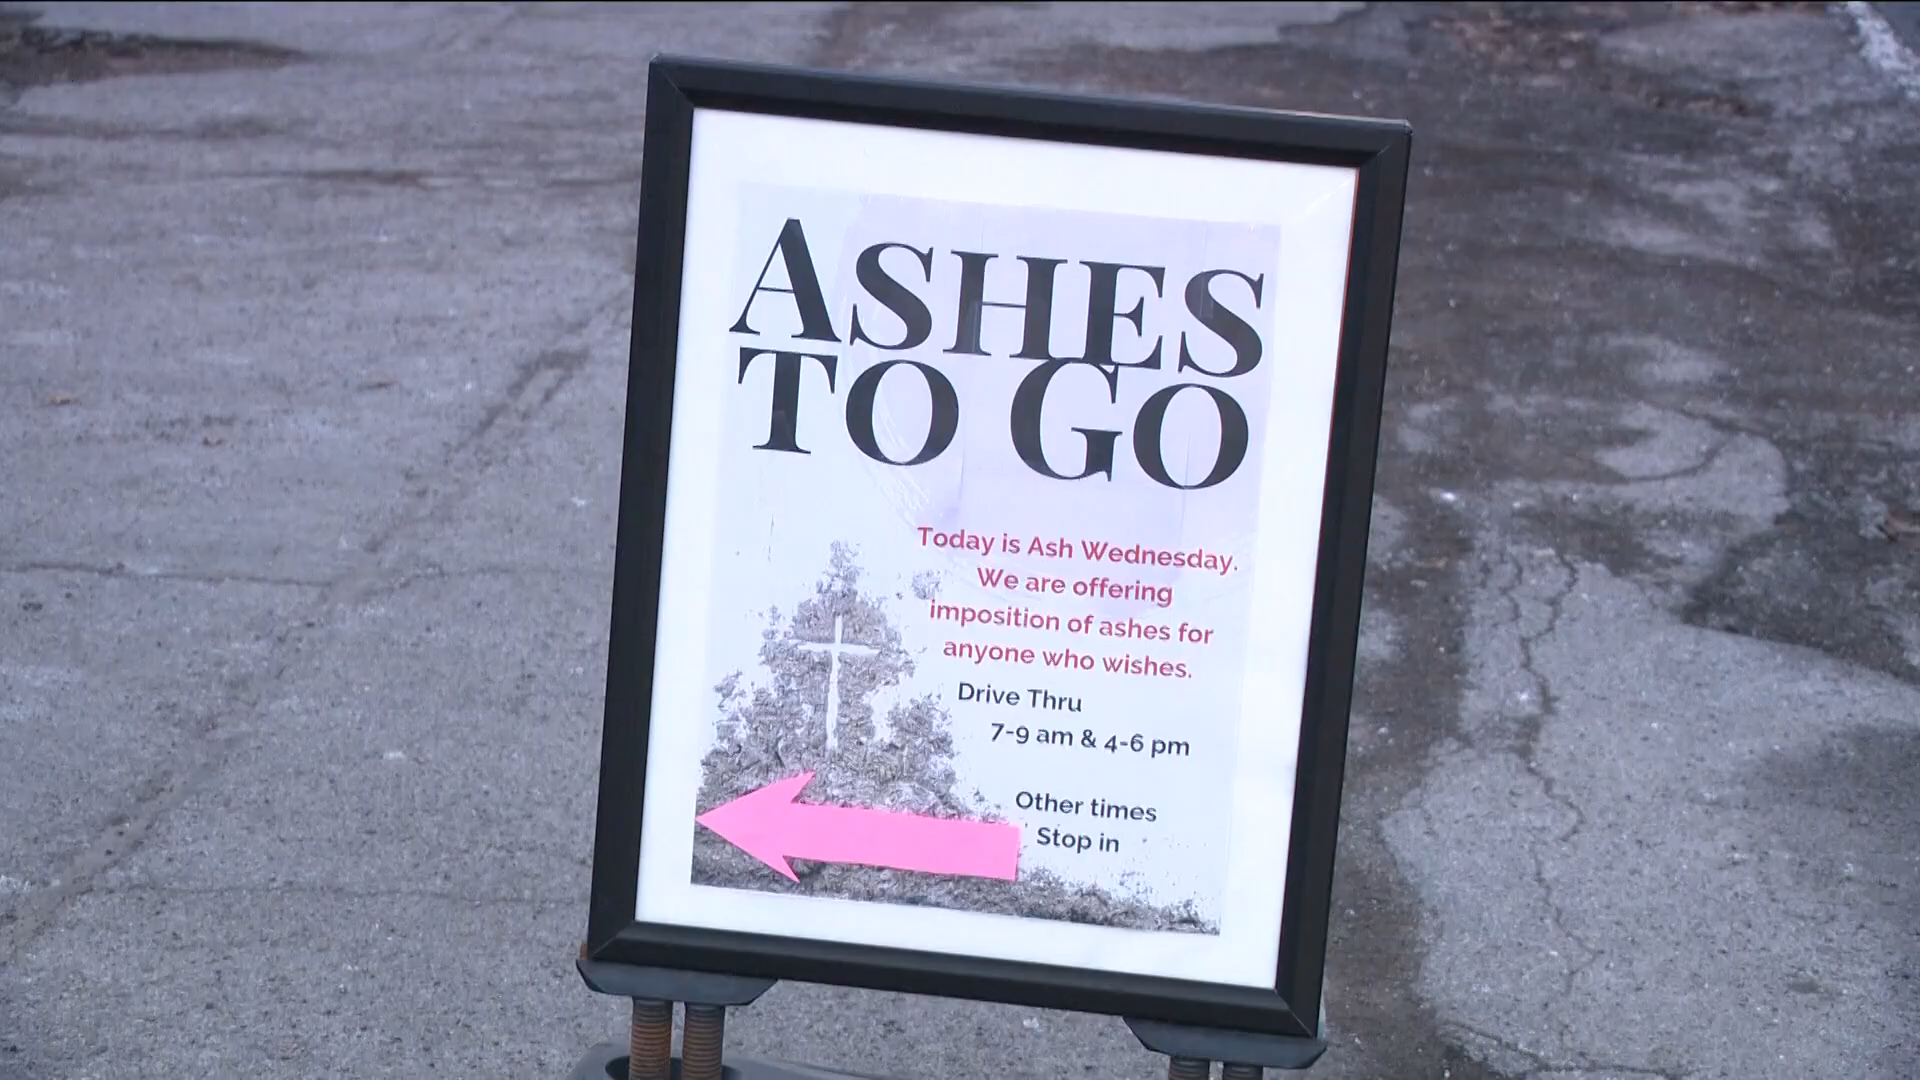 ASHES
TO GO
Today is Ash Wednesday.
We are offering
imposition of ashes for
anyone who wishes.
Drive Thru
7-9 am & 4-6 pm
Other times
Stop in